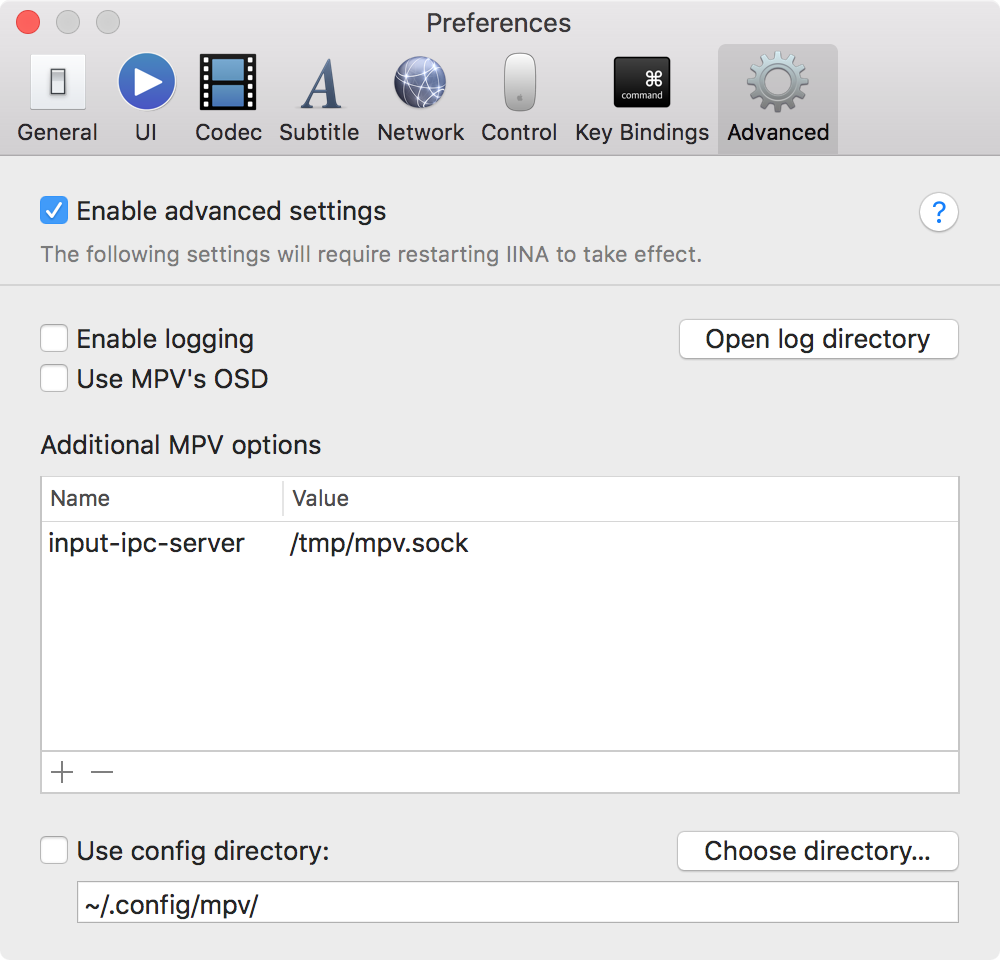 Preferences
General UI Codec Subtitle Network Control ⌘ command Key Bindings Advanced
Enable advanced settings ?
The following settings will require restarting IINA to take effect.
Enable logging Open log directory
Use MPV's OSD
Additional MPV options
Name Value
input-ipc-server /tmp/mpv.sock
Use config directory: Choose directory...
~/.config/mpv/